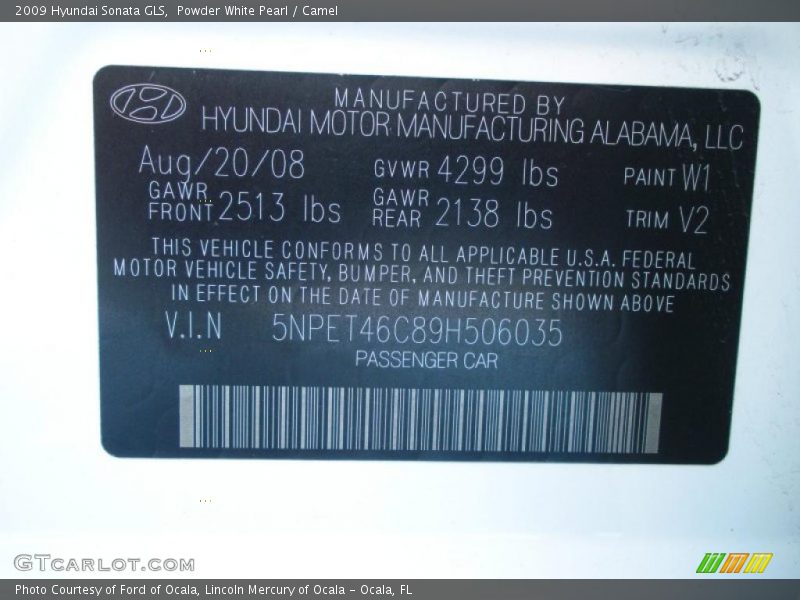 2009 Hyundai Sonata GLS,  Powder White Pearl / Camel
MANUFACTURED BY
HYUNDAI MOTOR MANUFACTURING ALABAMA, LLC
Aug/20/08 GVWR 4299 lbs PAINT W1
GAWR FRONT 2513 lbs GAWR REAR 2138 lbs TRIM V2
THIS VEHICLE CONFORMS TO ALL APPLICABLE U.S.A. FEDERAL
MOTOR VEHICLE SAFETY, BUMPER, AND THEFT PREVENTION STANDARDS
IN EFFECT ON THE DATE OF MANUFACTURE SHOWN ABOVE
V.I.N 5NPET46C89H506035
PASSENGER CAR
GTCARLOT.COM
Photo Courtesy of Ford of Ocala, Lincoln Mercury of Ocala - Ocala, FL